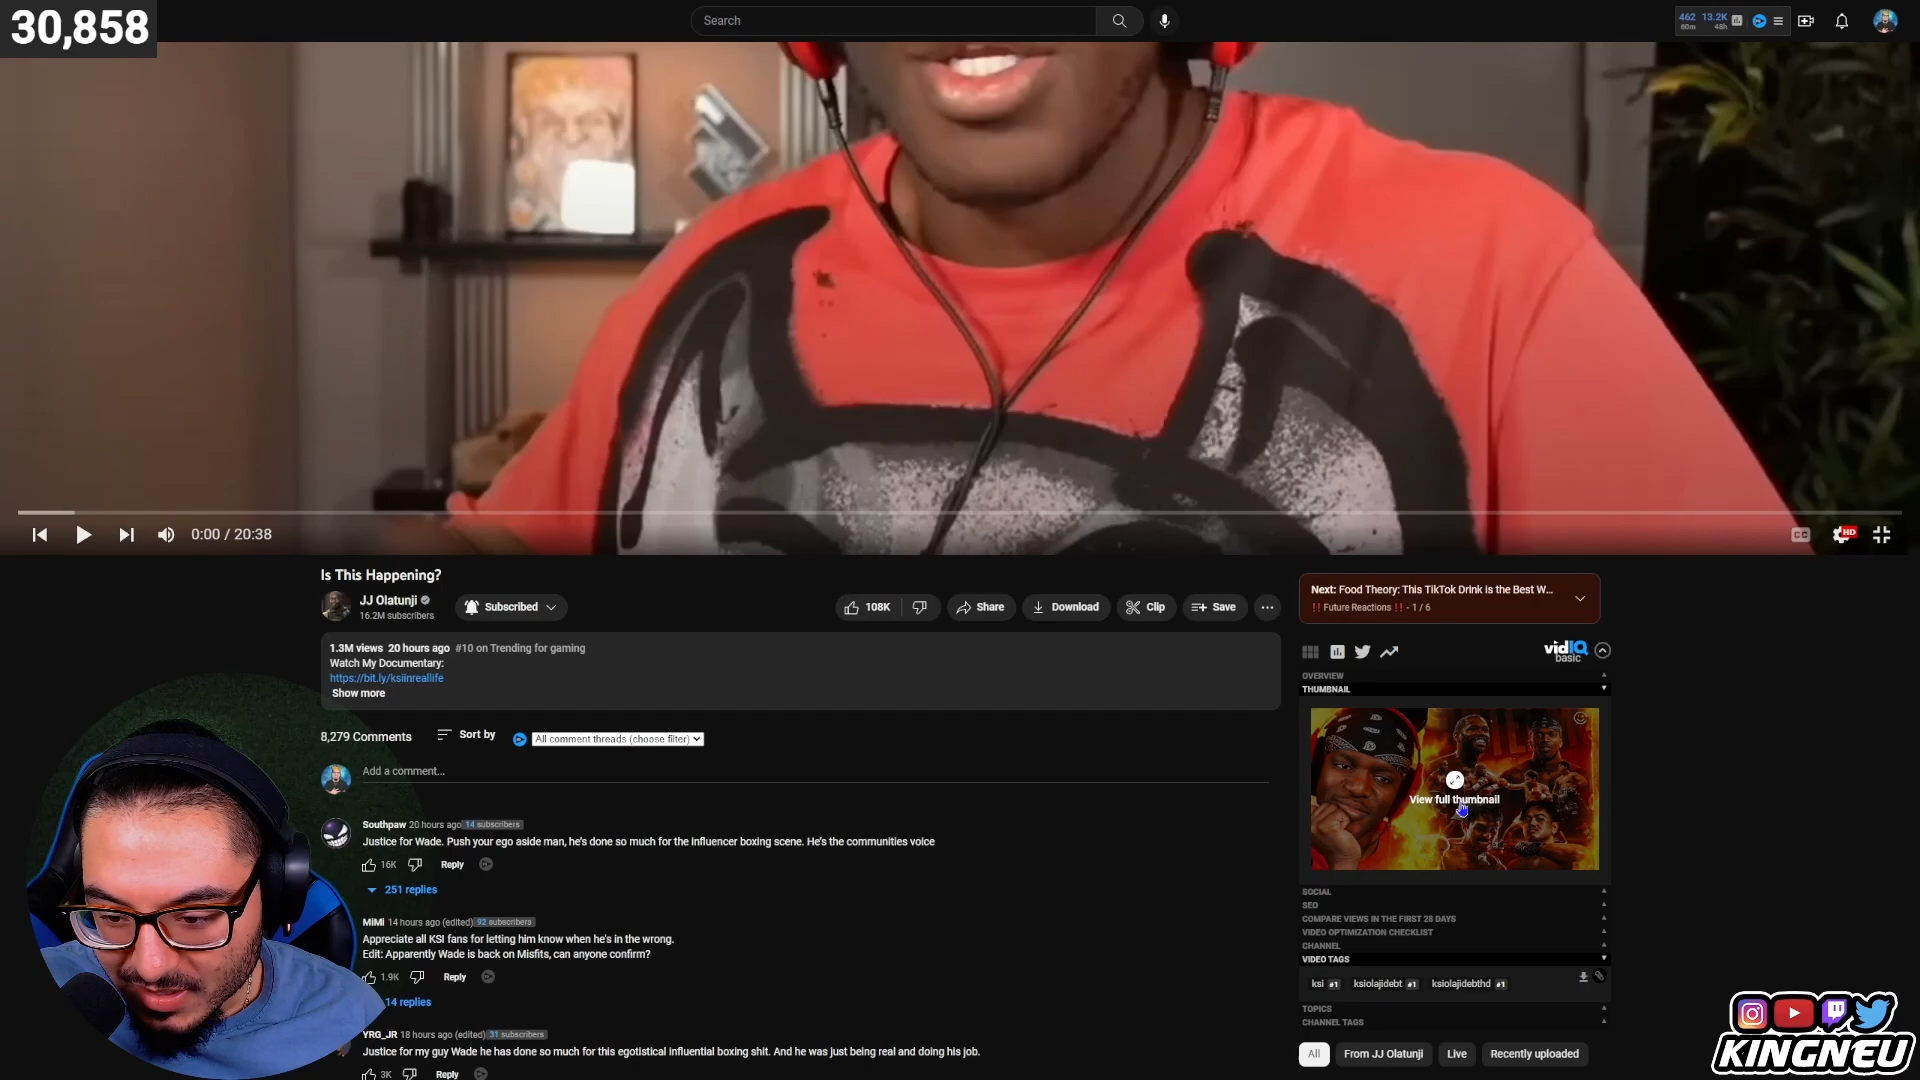 30,858
Search
462 13.2K
60m 48h
0:00 / 20:38
CC
HD
Is This Happening?
JJ Olatunji
16.2M subscribers
Subscribed
108K
Share
Download
Clip
Save
Next: Food Theory: This TikTok Drink is the Best W...
!! Future Reactions !! - 1 / 6
1.3M views 20 hours ago #10 on Trending for gaming
Watch My Documentary:
https://bit.ly/ksiinreallife
Show more
vidIQ
basic
OVERVIEW
THUMBNAIL
View full thumbnail
8,279 Comments
Sort by
All comment threads (choose filter)
Add a comment...
Southpaw 20 hours ago 14 subscribers
Justice for Wade. Push your ego aside man, he's done so much for the influencer boxing scene. He's the communities voice
16K
Reply
251 replies
MiMi 14 hours ago (edited) 92 subscribers
Appreciate all KSI fans for letting him know when he's in the wrong.
Edit: Apparently Wade is back on Misfits, can anyone confirm?
1.9K
Reply
14 replies
YRG_JR 18 hours ago (edited) 31 subscribers
Justice for my guy Wade he has done so much for this egotistical influential boxing shit. And he was just being real and doing his job.
3K
Reply
SOCIAL
SEO
COMPARE VIEWS IN THE FIRST 28 DAYS
VIDEO OPTIMIZATION CHECKLIST
CHANNEL
VIDEO TAGS
ksi #1 ksiolajidebt #1 ksiolajidebthd #1
TOPICS
CHANNEL TAGS
All
From JJ Olatunji
Live
Recently uploaded
KINGNEU